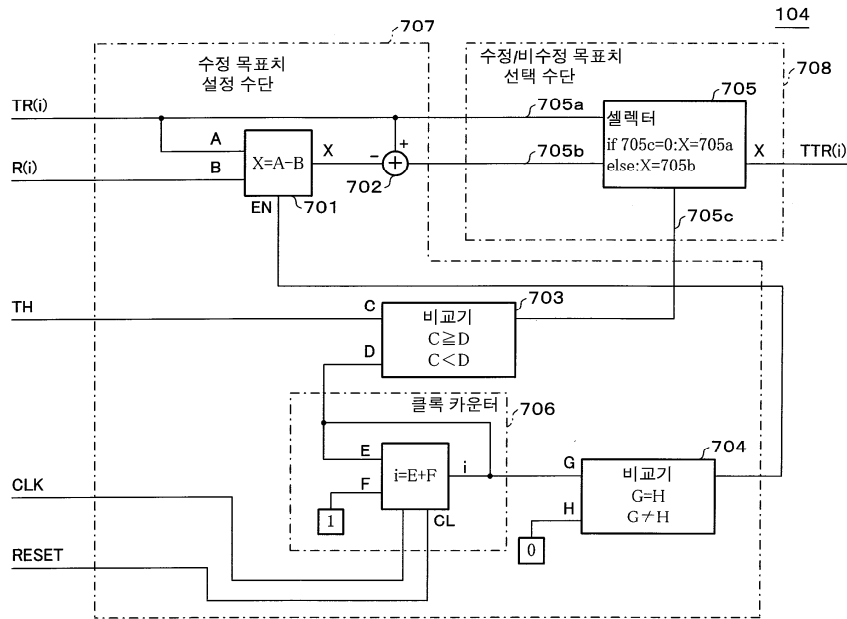 104
707
수정 목표치
설정 수단
수정/비수정 목표치
선택 수단
708
705
TR(i)
705a
셀렉터
A
X=A-B
X
−
+
702
if 705c=0:X=705a
X
TTR(i)
R(i)
B
705b
else:X=705b
EN
701
705c
TH
C
비교기
C≧D
C<D
703
D
클록 카운터
706
E
i=E+F
i
F
1
CL
G
비교기
G=H
G≠H
704
H
0
CLK
RESET